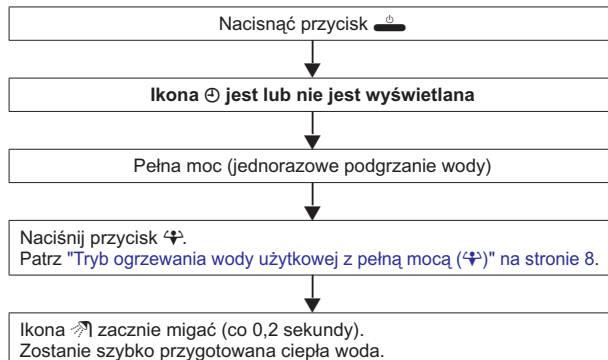 Nacisnąć przycisk
Ikona jest lub nie jest wyświetlana
Pełna moc (jednorazowe podgrzanie wody)
Naciśnij przycisk .
Patrz "Tryb ogrzewania wody użytkowej z pełną mocą ()" na stronie 8.
Ikona zacznie migać (co 0,2 sekundy).
Zostanie szybko przygotowana ciepła woda.